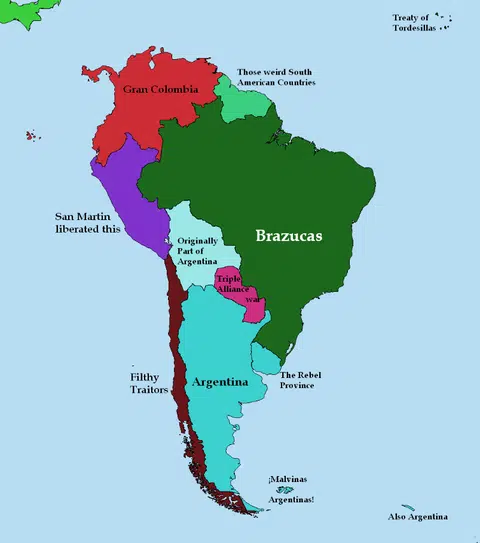 Treaty of
Tordesillas
Those weird South
American Countries
Gran Colombia
San Martin
liberated this
Originally
Part of
Argentina
Brazucas
Triple
Alliance
war
Filthy
Traitors
Argentina
The Rebel
Province
¡Malvinas
Argentinas!
Also Argentina